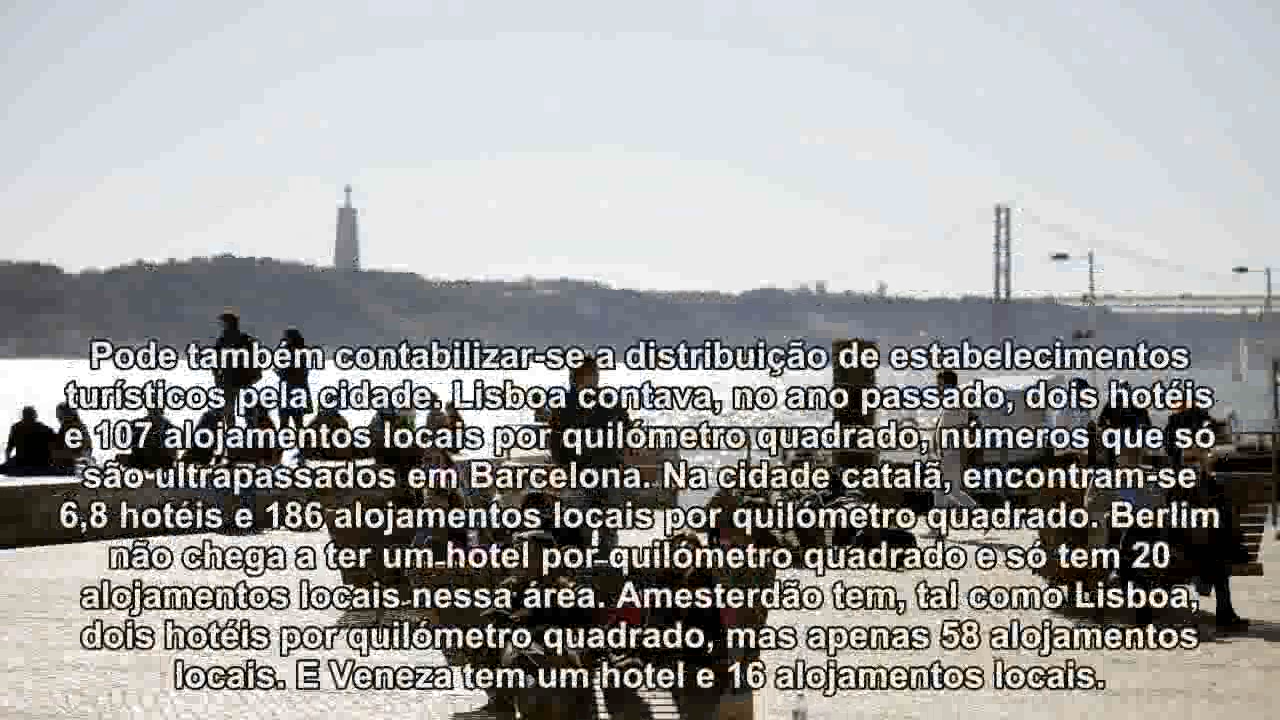 Pode também contabilizar-se a distribuição de estabelecimentos
turísticos pela cidade. Lisboa contava, no ano passado, dois hotéis
e 107 alojamentos locais por quilómetro quadrado, números que só
são ultrapassados em Barcelona. Na cidade catalã, encontram-se
6,8 hotéis e 186 alojamentos locais por quilómetro quadrado. Berlim
não chega a ter um hotel por quilómetro quadrado e só tem 20
alojamentos locais nessa área. Amesterdão tem, tal como Lisboa,
dois hotéis por quilómetro quadrado, mas apenas 58 alojamentos
locais. E Veneza tem um hotel e 16 alojamentos locais.